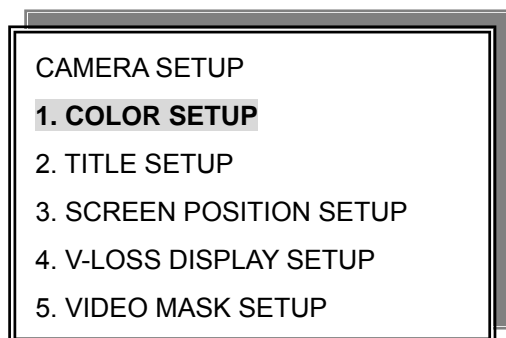 CAMERA SETUP
1. COLOR SETUP
2. TITLE SETUP
3. SCREEN POSITION SETUP
4. V-LOSS DISPLAY SETUP
5. VIDEO MASK SETUP